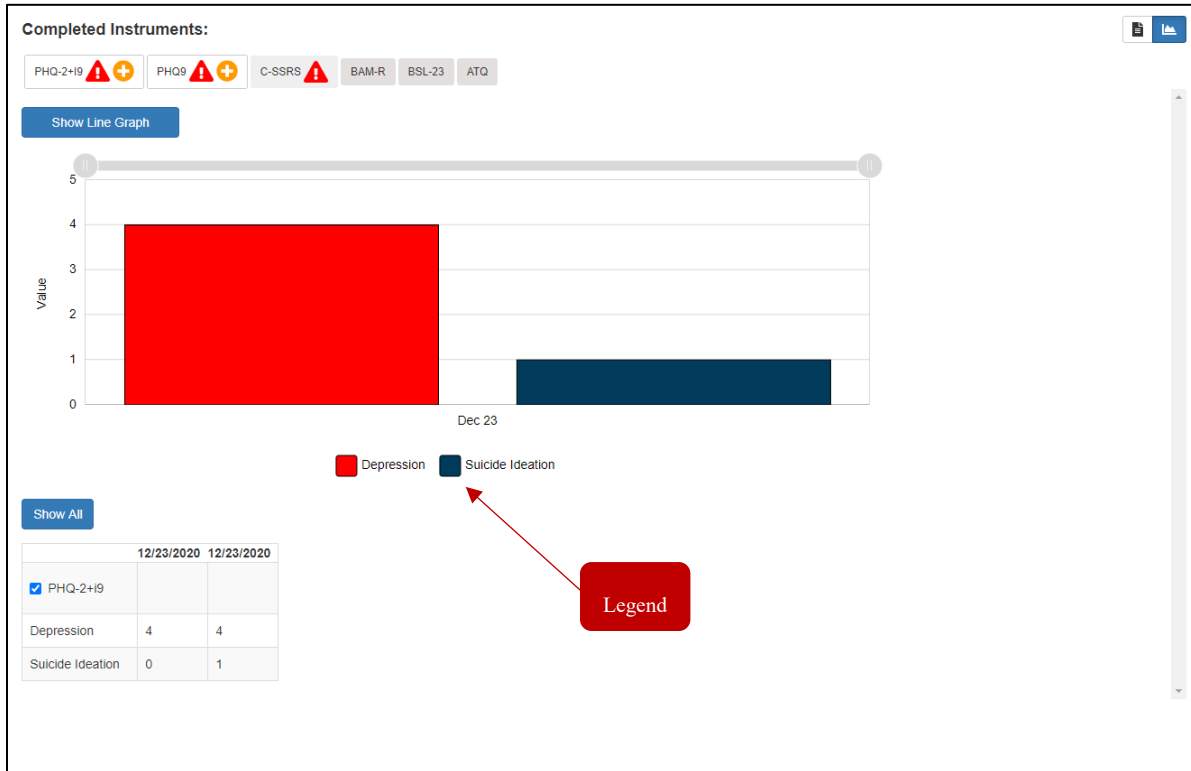 Completed Instruments:
PHQ-2+I9 PHQ9 C-SSRS BAM-R BSL-23 ATQ
Show Line Graph
5
4
3
2
1
0
Value
Dec 23
Depression Suicide Ideation
Show All
Legend
12/23/2020 12/23/2020
PHQ-2+i9
Depression 4 4
Suicide Ideation 0 1